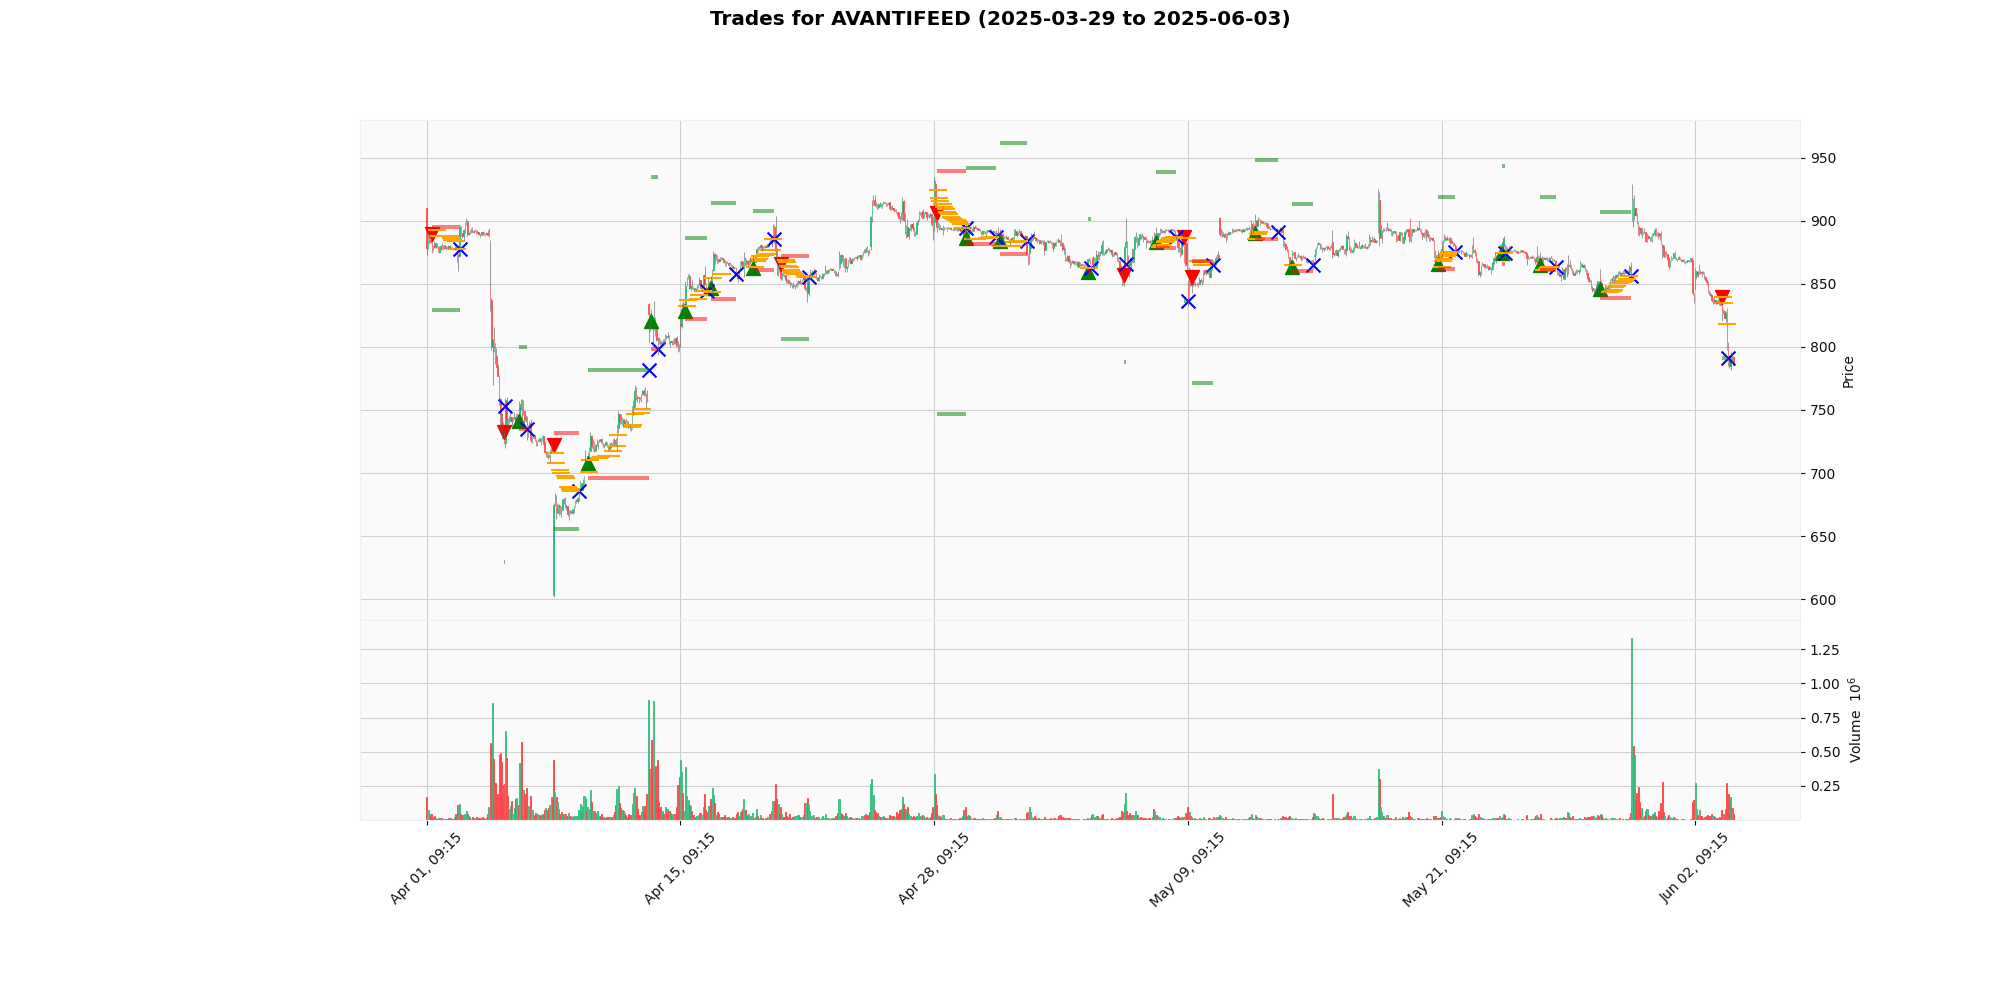 Trades for AVANTIFEED (2025-03-29 to 2025-06-03)
950
900
850
800
750
700
650
600
Price
1.25
1.00
0.75
0.50
0.25
Volume 10^6
Apr 01, 09:15
Apr 15, 09:15
Apr 28, 09:15
May 09, 09:15
May 21, 09:15
Jun 02, 09:15